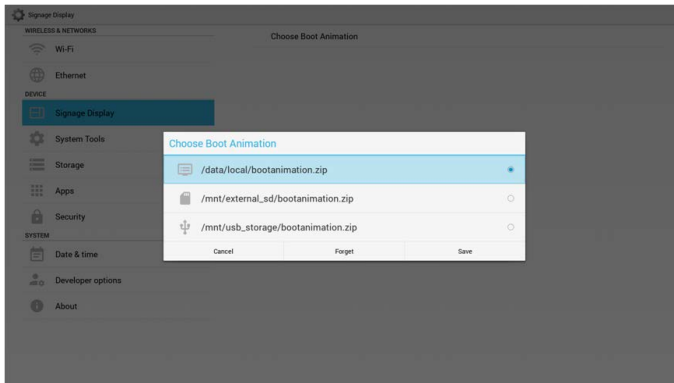 Signage Display
WIRELESS & NETWORKS
Choose Boot Animation
Wi-Fi
Ethernet
DEVICE
Signage Display
System Tools
Storage
Apps
Security
SYSTEM
Date & time
Developer options
About
Choose Boot Animation
/data/local/bootanimation.zip
/mnt/external_sd/bootanimation.zip
/mnt/usb_storage/bootanimation.zip
Cancel Forget Save